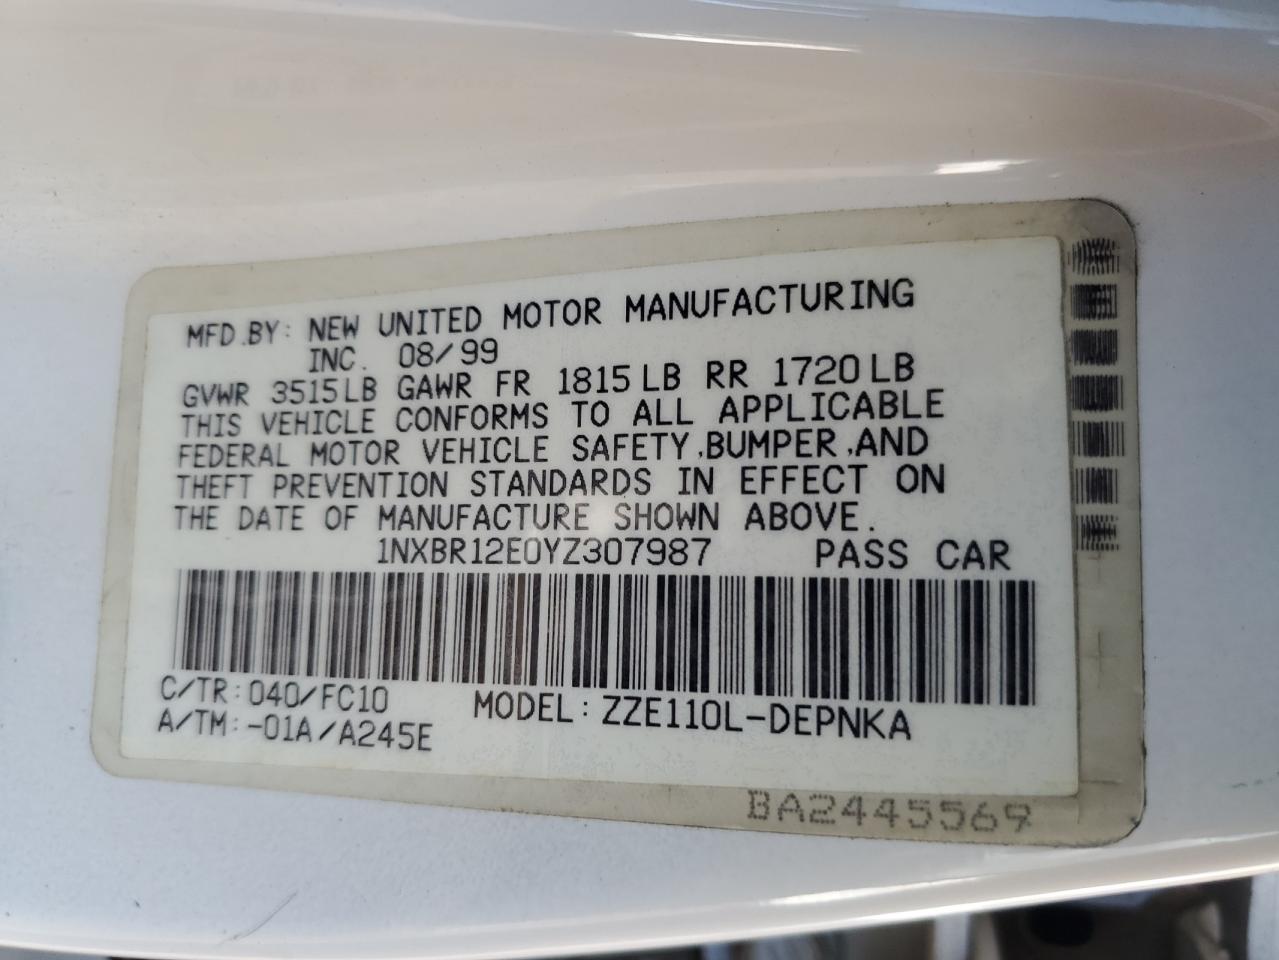 MFD.BY: NEW UNITED MOTOR MANUFACTURING
INC. 08/99
GVWR 3515LB GAWR FR 1815LB RR 1720LB
THIS VEHICLE CONFORMS TO ALL APPLICABLE
FEDERAL MOTOR VEHICLE SAFETY,BUMPER,AND
THEFT PREVENTION STANDARDS IN EFFECT ON
THE DATE OF MANUFACTURE SHOWN ABOVE.
1NXBR12E0YZ307987 PASS CAR
C/TR:040/FC10 MODEL:ZZE110L-DEPNKA
A/TM:-01A/A245E
BA2445569